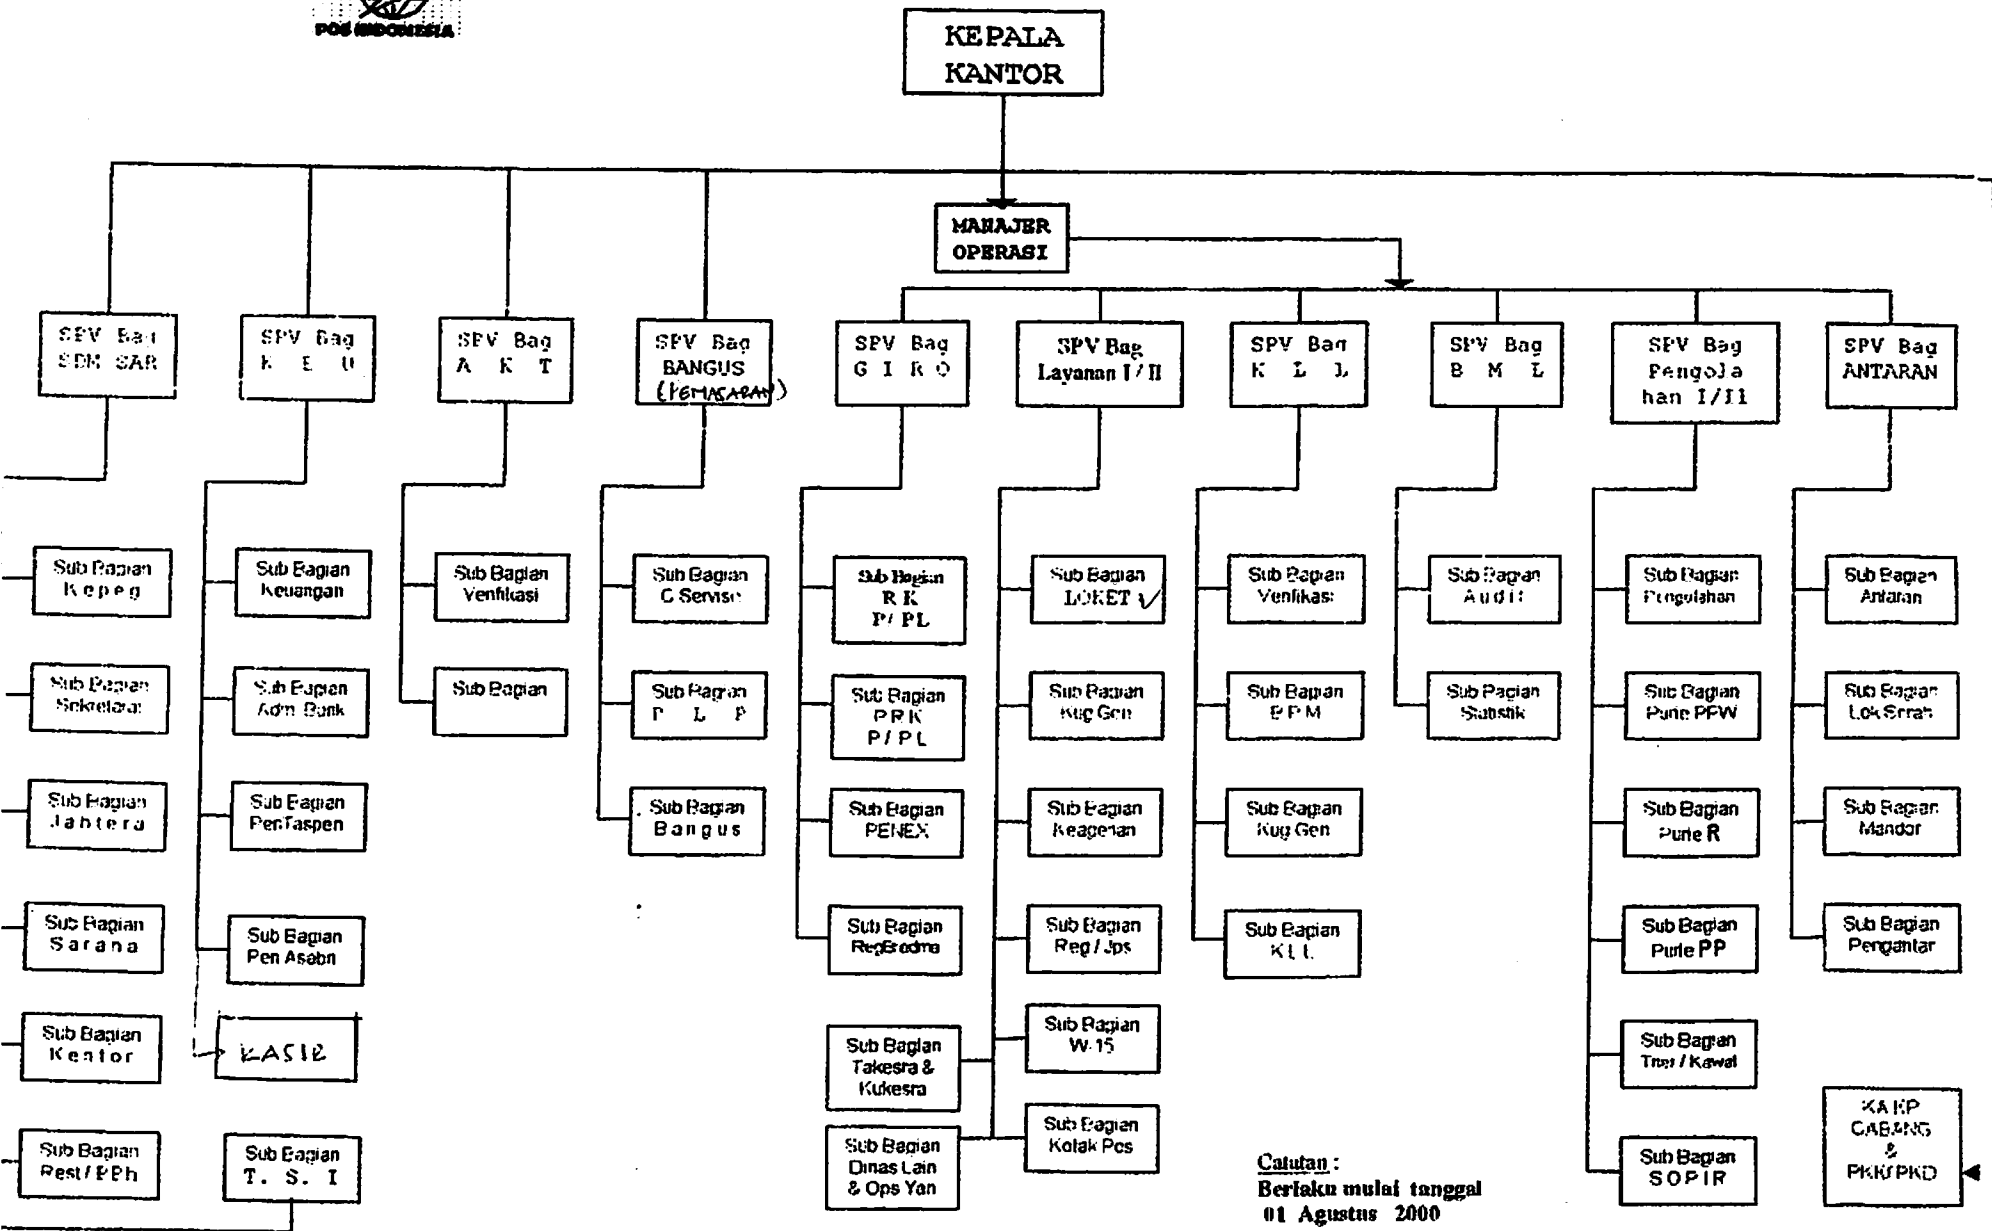 POS INDONESIA
KEPALA
KANTOR
MANAJER
OPERASI
SPV Bag
SDM SAR
SPV Bag
K E U
SPV Bag
A K T
SPV Bag
BANGUS
(PEMASARAN)
SPV Bag
G I R O
SPV Bag
Layanan I / II
SPV Bag
K L L
SPV Bag
B M L
SPV Bag
Pengola
han I/II
SPV Bag
ANTARAN
Sub Bagian
Kepeg
Sub Bagian
Sekretariat
Sub Bagian
Jahtera
Sub Bagian
Sarana
Sub Bagian
Kantor
Sub Bagian
Rest / PPh
Sub Bagian
Keuangan
Sub Bagian
Adm Bank
Sub Bagian
PenTaspen
Sub Bagian
Pen Asabri
KASIR
Sub Bagian
T. S. I
Sub Bagian
Verifikasi
Sub Bagian
Sub Bagian
C Servise
Sub Bagian
P L P
Sub Bagian
Bangus
Sub Bagian
R K
P/ PL
Sub Bagian
PRK
P / PL
Sub Bagian
PENEX
Sub Bagian
Sub Bagian
Takesra &
Kukesra
Sub Bagian
Dinas Lain
& Ops Yan
Sub Bagian
LOKET ✓
Sub Bagian
Kug Gen
Sub Bagian
Keagenan
Sub Bagian
Reg / Jps
Sub Bagian
W-15
Sub Bagian
Kotak Pos
Sub Bagian
Verifikasi
Sub Bagian
BPM
Sub Bagian
Kug Gen
Sub Bagian
KLL
Sub Bagian
Audit
Sub Bagian
Statistik
Sub Bagian
Pengolahan
Sub Bagian
Purie PPW
Sub Bagian
Purie R
Sub Bagian
Purie PP
Sub Bagian
/ Kawal
Sub Bagian
SOPIR
Sub Bagian
Antaran
Sub Bagian
Lok Serah
Sub Bagian
Mandor
Sub Bagian
Pengantar
KA KP
CABANG
&
PKK/PKD
Catatan :
Berlaku mulai tanggal
01 Agustus 2000